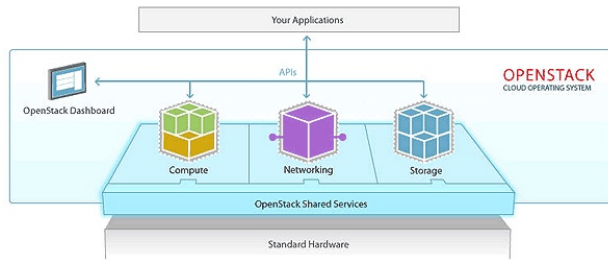 Your Applications
APIs
OPENSTACK
CLOUD OPERATING SYSTEM
OpenStack Dashboard
Compute
Networking
Storage
OpenStack Shared Services
Standard Hardware